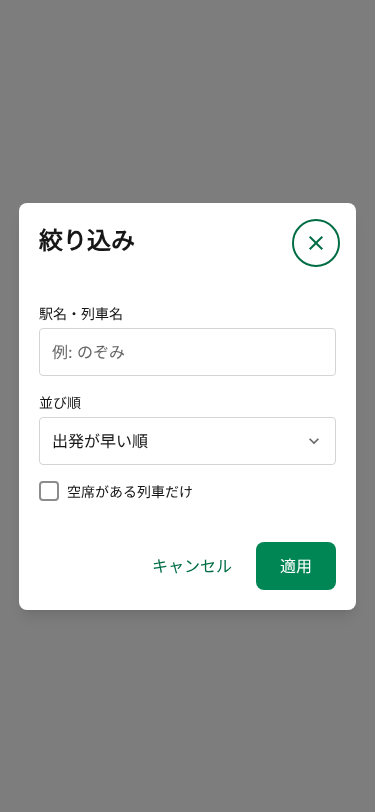 絞り込み
駅名・列車名
例: のぞみ
並び順
出発が早い順
空席がある列車だけ
キャンセル
適用